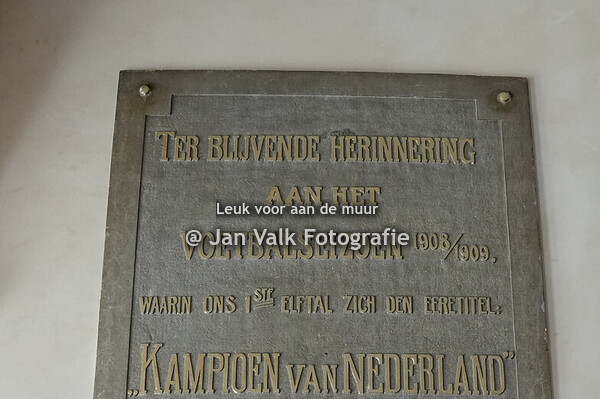 TER BLIJVENDE HERINNERING
AAN HET
Leuk voor aan de muur
@ Jan Valk Fotografie
VOETBALSEIZOEN 1908/1909,
WAARIN ONS 1STE ELFTAL ZICH DEN EERETITEL:
„KAMPIOEN VAN NEDERLAND”